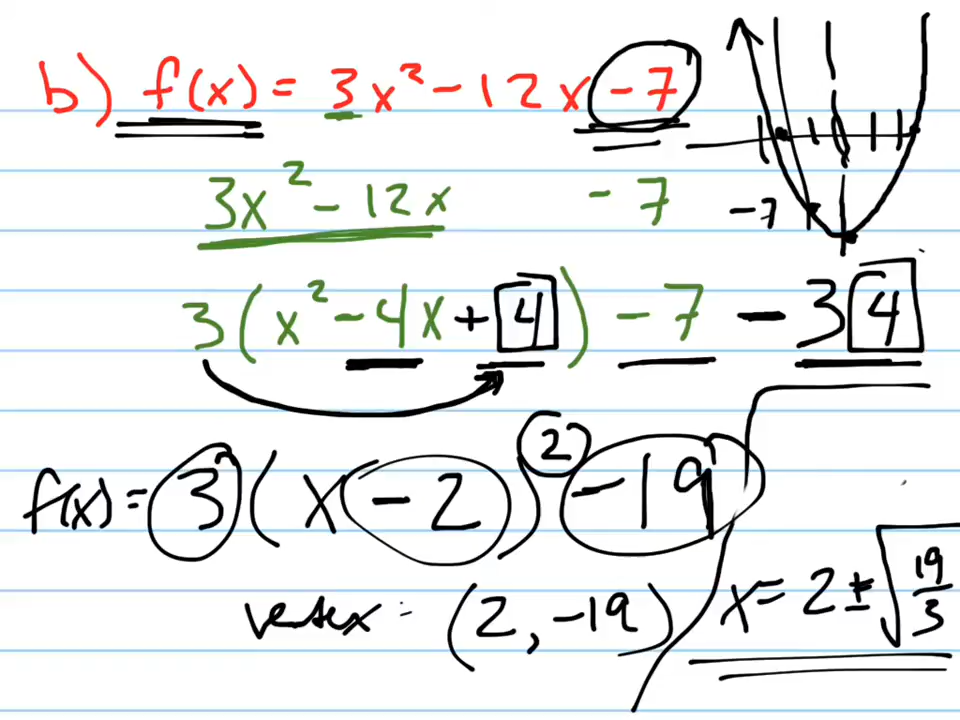 b) f(x) = 3x² - 12x - 7
3x² - 12x - 7
-7
3(x² - 4x + 4) - 7 - 3 4
f(x) = 3(x - 2)² - 19
x = 2 ± √19/3
vertex = (2, -19)